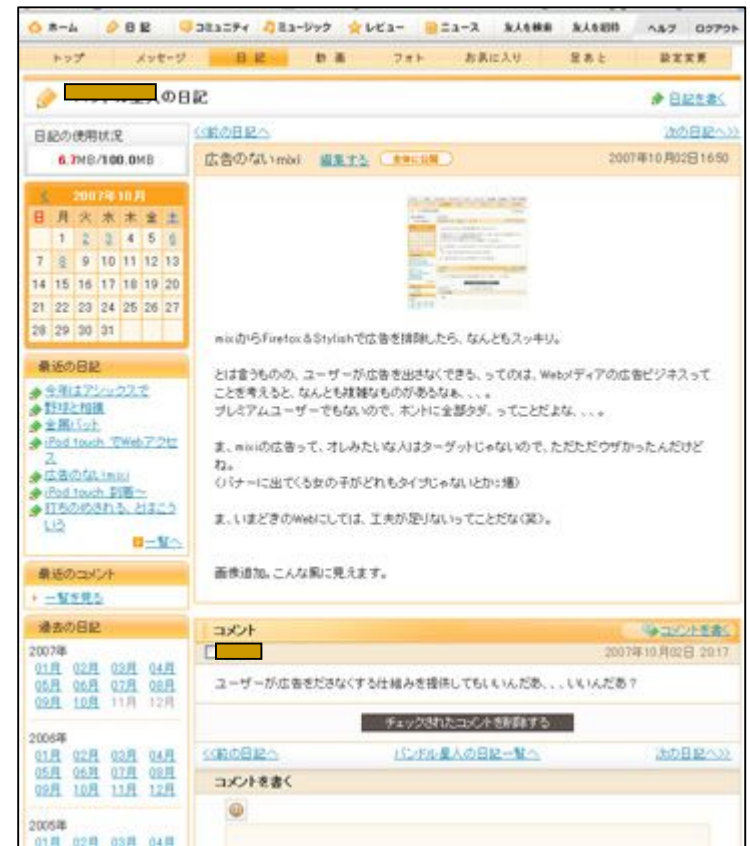 ホーム 日記 コミュニティ ミュージック レビュー ニュース 友人を検索 友人を招待 ヘルプ ログアウト
トップ メッセージ 日記 動画 フォト お気に入り 足あと 設定変更
の日記
日記を書く
日記の使用状況
6.7MB/100.0MB
< 2007年10月
日 月 火 水 木 金 土
1 2 3 4 5 6
7 8 9 10 11 12 13
14 15 16 17 18 19 20
21 22 23 24 25 26 27
28 29 30 31
最近の日記
今年はアシックスで
野球と相撲
金属バット
iPod touch でWebアクセ
ス
広告のないmixi
iPod touch 到着〜
打ちのめされる、とはこう
いう
一覧へ
最近のコメント
一覧を見る
過去の日記
2007年
01月 02月 03月 04月
05月 06月 07月 08月
09月 10月 11月 12月
2006年
01月 02月 03月 04月
05月 06月 07月 08月
09月 10月 11月 12月
2005年
01月 02月 03月 04月
<<前の日記へ 次の日記へ>>
広告のないmixi 編集する 全体に公開 2007年10月02日16:50
mixiからFirefox&Stylishで広告を排除したら、なんともスッキリ。
とは言うものの、ユーザーが広告を出さなくできる、ってのは、Webメディアの広告ビジネスって
ことを考えると、なんとも複雑なものがあるなぁ、、、。
プレミアムユーザーでもないので、ホントに全部タダ、ってことだよな、、、。
ま、mixiの広告って、オレみたいな人はターゲットじゃないので、ただただウザかったんだけど
ね。
(バナーに出てくる女の子がどれもタイプじゃないとか:爆)
ま、いまどきのWebにしては、工夫が足りないってことだな(笑)。
画像追加。こんな風に見えます。
コメント コメントを書く
2007年10月02日 20:17
ユーザーが広告をださなくする仕組みを提供してもいいんだあ、、、いいんだあ?
チェックされたコメントを削除する
<<前の日記へ バンドル星人の日記一覧へ 次の日記へ>>
コメントを書く